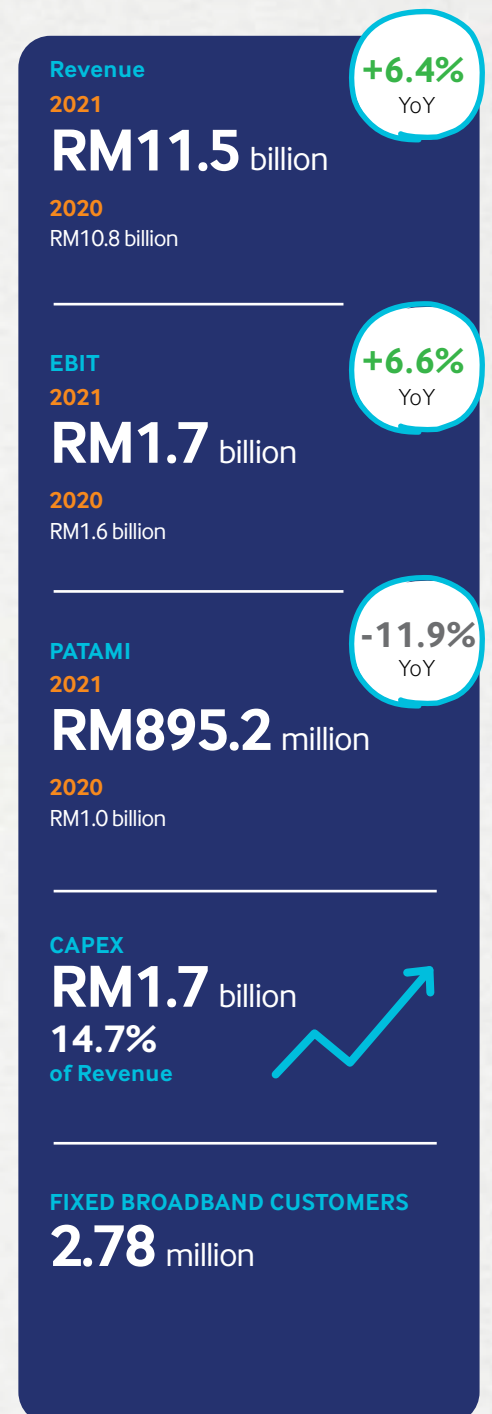 Revenue
+6.4%
YoY
2021
RM11.5 billion
2020
RM10.8 billion
EBIT
+6.6%
YoY
2021
RM1.7 billion
2020
RM1.6 billion
PATAMI
-11.9%
YoY
2021
RM895.2 million
2020
RM1.0 billion
CAPEX
RM1.7 billion
14.7%
of Revenue
FIXED BROADBAND CUSTOMERS
2.78 million